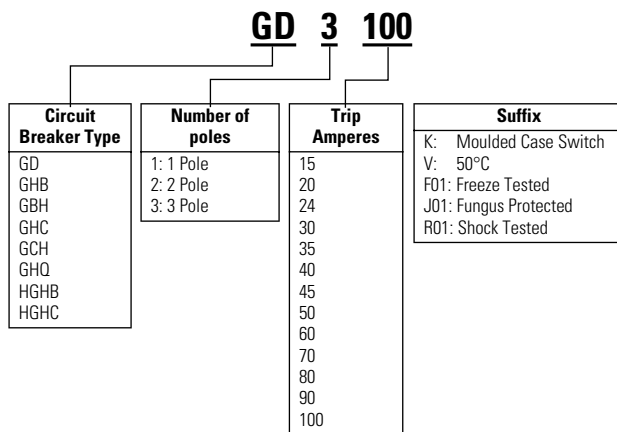 GD 3 100
Circuit
Breaker Type
GD
GHB
GBH
GHC
GCH
GHQ
HGHB
HGHC
Number of
poles
1: 1 Pole
2: 2 Pole
3: 3 Pole
Trip
Amperes
15
20
24
30
35
40
45
50
60
70
80
90
100
Suffix
K: Moulded Case Switch
V: 50°C
F01: Freeze Tested
J01: Fungus Protected
R01: Shock Tested